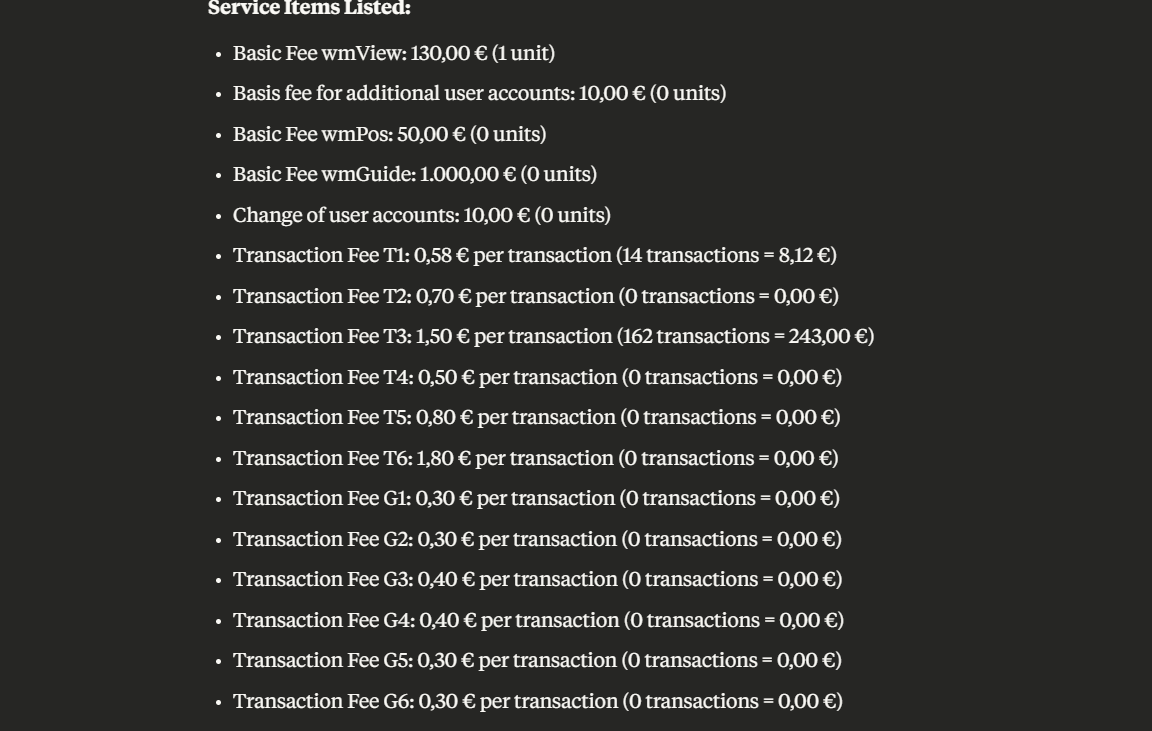 Service Items Listed:
• Basic Fee wmView: 130,00 € (1 unit)
• Basis fee for additional user accounts: 10,00 € (0 units)
• Basic Fee wmPos: 50,00 € (0 units)
• Basic Fee wmGuide: 1.000,00 € (0 units)
• Change of user accounts: 10,00 € (0 units)
• Transaction Fee T1: 0,58 € per transaction (14 transactions = 8,12 €)
• Transaction Fee T2: 0,70 € per transaction (0 transactions = 0,00 €)
• Transaction Fee T3: 1,50 € per transaction (162 transactions = 243,00 €)
• Transaction Fee T4: 0,50 € per transaction (0 transactions = 0,00 €)
• Transaction Fee T5: 0,80 € per transaction (0 transactions = 0,00 €)
• Transaction Fee T6: 1,80 € per transaction (0 transactions = 0,00 €)
• Transaction Fee G1: 0,30 € per transaction (0 transactions = 0,00 €)
• Transaction Fee G2: 0,30 € per transaction (0 transactions = 0,00 €)
• Transaction Fee G3: 0,40 € per transaction (0 transactions = 0,00 €)
• Transaction Fee G4: 0,40 € per transaction (0 transactions = 0,00 €)
• Transaction Fee G5: 0,30 € per transaction (0 transactions = 0,00 €)
• Transaction Fee G6: 0,30 € per transaction (0 transactions = 0,00 €)